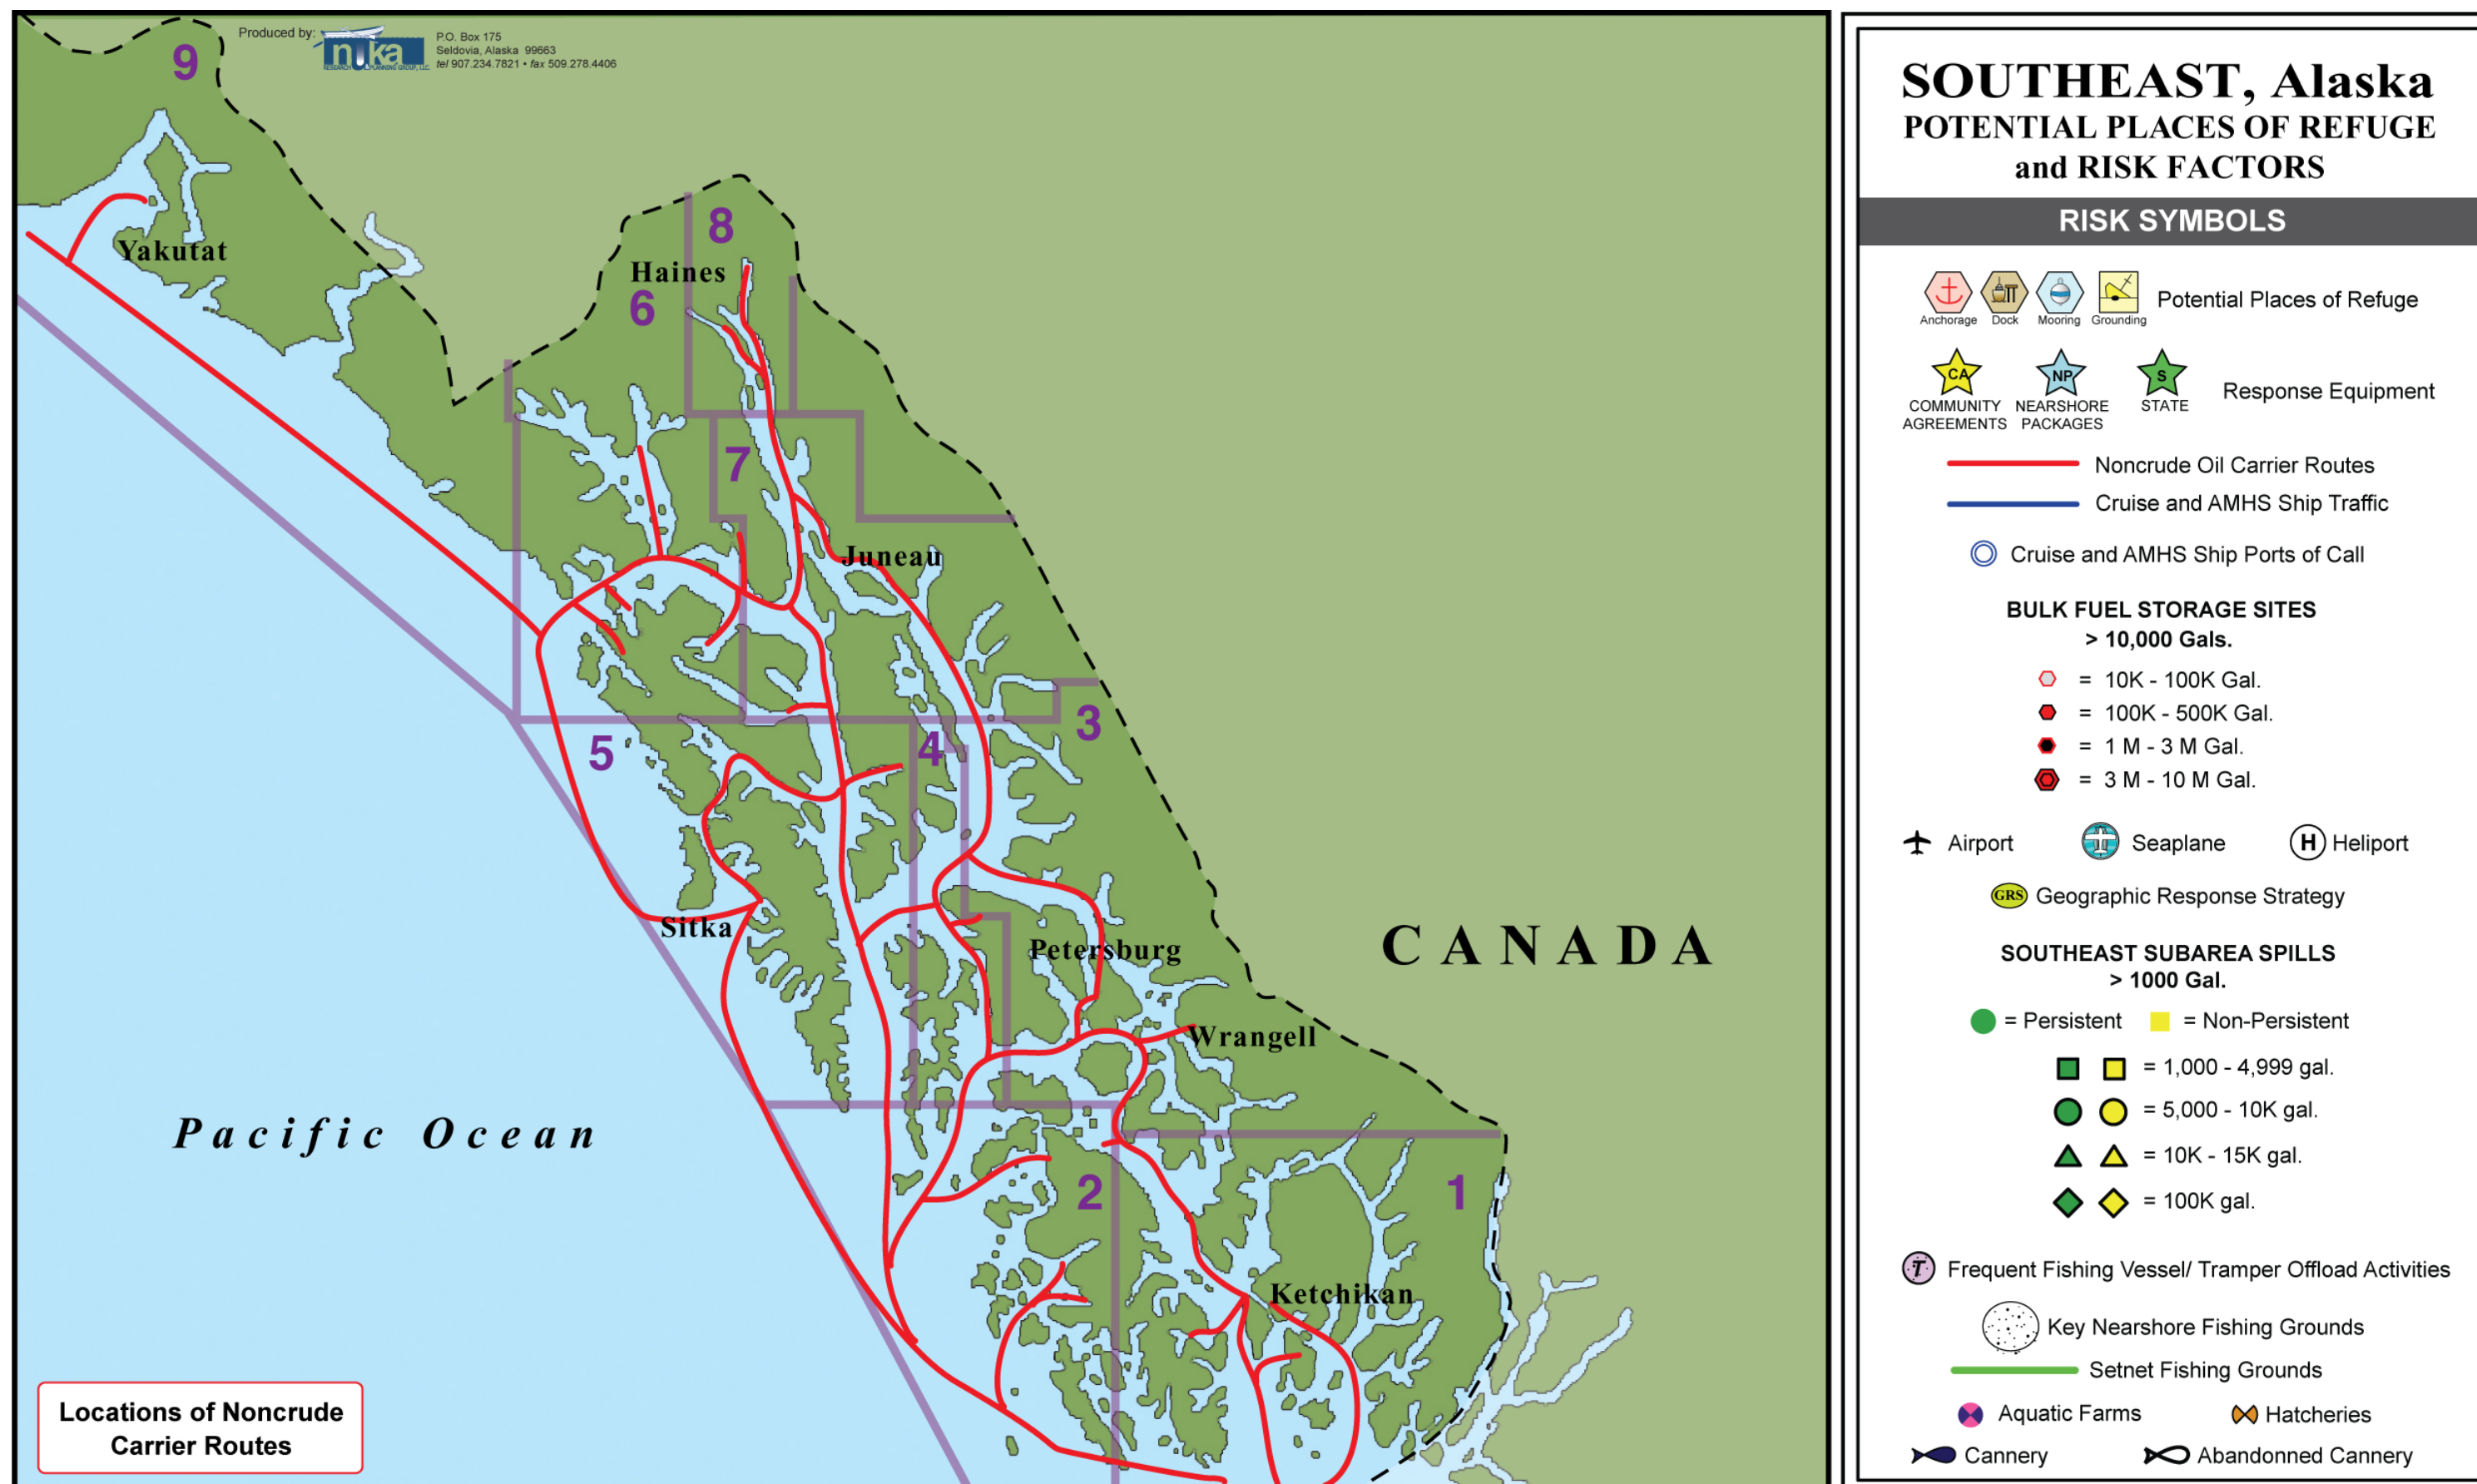 Produced by:
nuka
RESEARCH & PLANNING GROUP, LLC.
P.O. Box 175
Seldovia, Alaska 99663
tel 907.234.7821 • fax 509.278.4406
9
Yakutat
8
Haines
6
7
Juneau
3
5
4
Sitka
Petersburg
CANADA
Wrangell
Pacific Ocean
2
1
Ketchikan
Locations of Noncrude
Carrier Routes
SOUTHEAST, Alaska
POTENTIAL PLACES OF REFUGE
and RISK FACTORS
RISK SYMBOLS
Potential Places of Refuge
Anchorage Dock Mooring Grounding
CA NP S
Response Equipment
COMMUNITY NEARSHORE STATE
AGREEMENTS PACKAGES
Noncrude Oil Carrier Routes
Cruise and AMHS Ship Traffic
Cruise and AMHS Ship Ports of Call
BULK FUEL STORAGE SITES
> 10,000 Gals.
= 10K - 100K Gal.
= 100K - 500K Gal.
= 1 M - 3 M Gal.
= 3 M - 10 M Gal.
Airport Seaplane H Heliport
GRS Geographic Response Strategy
SOUTHEAST SUBAREA SPILLS
> 1000 Gal.
= Persistent = Non-Persistent
= 1,000 - 4,999 gal.
= 5,000 - 10K gal.
= 10K - 15K gal.
= 100K gal.
T Frequent Fishing Vessel/ Tramper Offload Activities
Key Nearshore Fishing Grounds
Setnet Fishing Grounds
Aquatic Farms Hatcheries
Cannery Abandonned Cannery